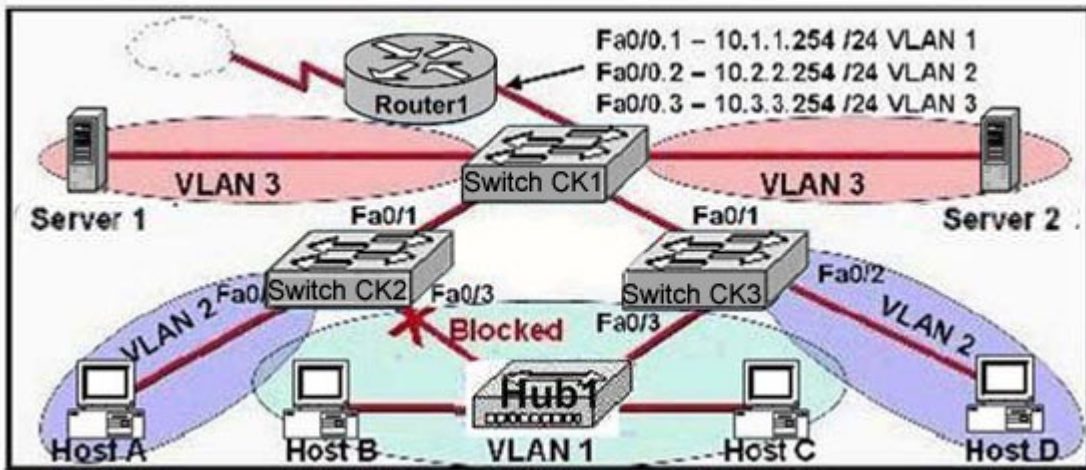 Fa0/0.1 – 10.1.1.254 /24 VLAN 1
Fa0/0.2 – 10.2.2.254 /24 VLAN 2
Fa0/0.3 – 10.3.3.254 /24 VLAN 3
Router1
VLAN 3
Switch CK1
VLAN 3
Server 1
Fa0/1
Fa0/1
Server 2
Switch CK2
Switch CK3
Fa0/
Fa0/3
Fa0/2
VLAN 2
Blocked
Fa0/3
VLAN 2
Hub1
Host A
Host B
VLAN 1
Host C
Host D